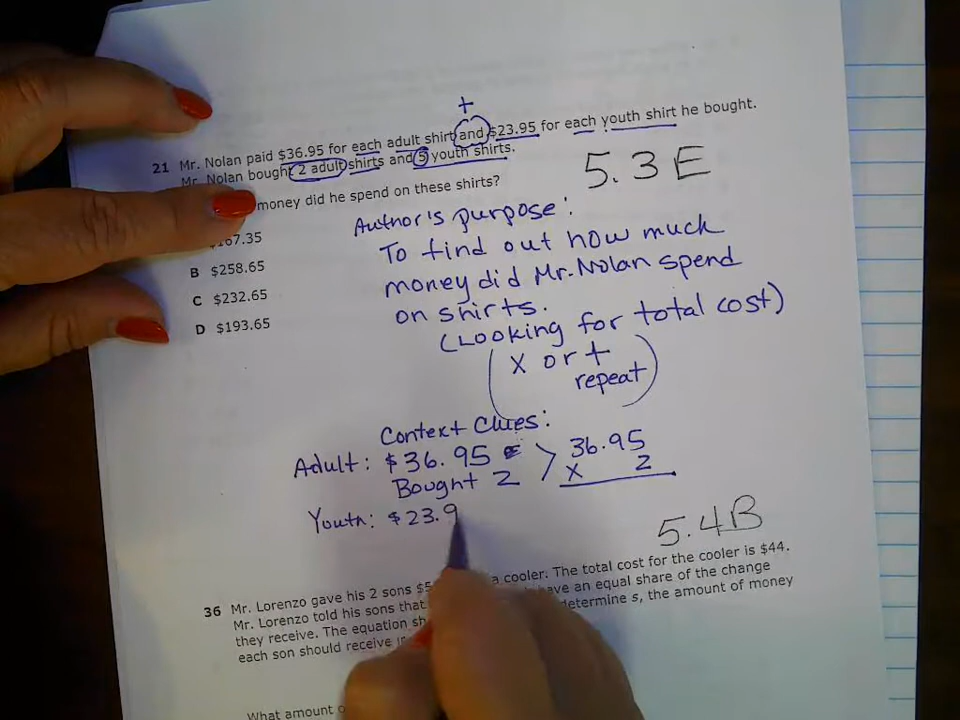 +
21 Mr. Nolan paid $36.95 for each adult shirt and $23.95 for each youth shirt he bought.
Mr. Nolan bought 2 adult shirts and 5 youth shirts.
money did he spend on these shirts?
5.3E
Author's purpose:
To find out how much
money did Mr. Nolan spend
on shirts.
(Looking for total cost)
x or +
repeat
B $258.65
C $232.65
D $193.65
Context Clues:
Adult: $36.95
Bought 2
36.95
x 2
Youth: $23.9
5.4B
36 Mr. Lorenzo gave his 2 sons a cooler. The total cost for the cooler is $44.
Mr. Lorenzo told his sons that have an equal share of the change
they receive. The equation determine s, the amount of money
each son should receive
What amount